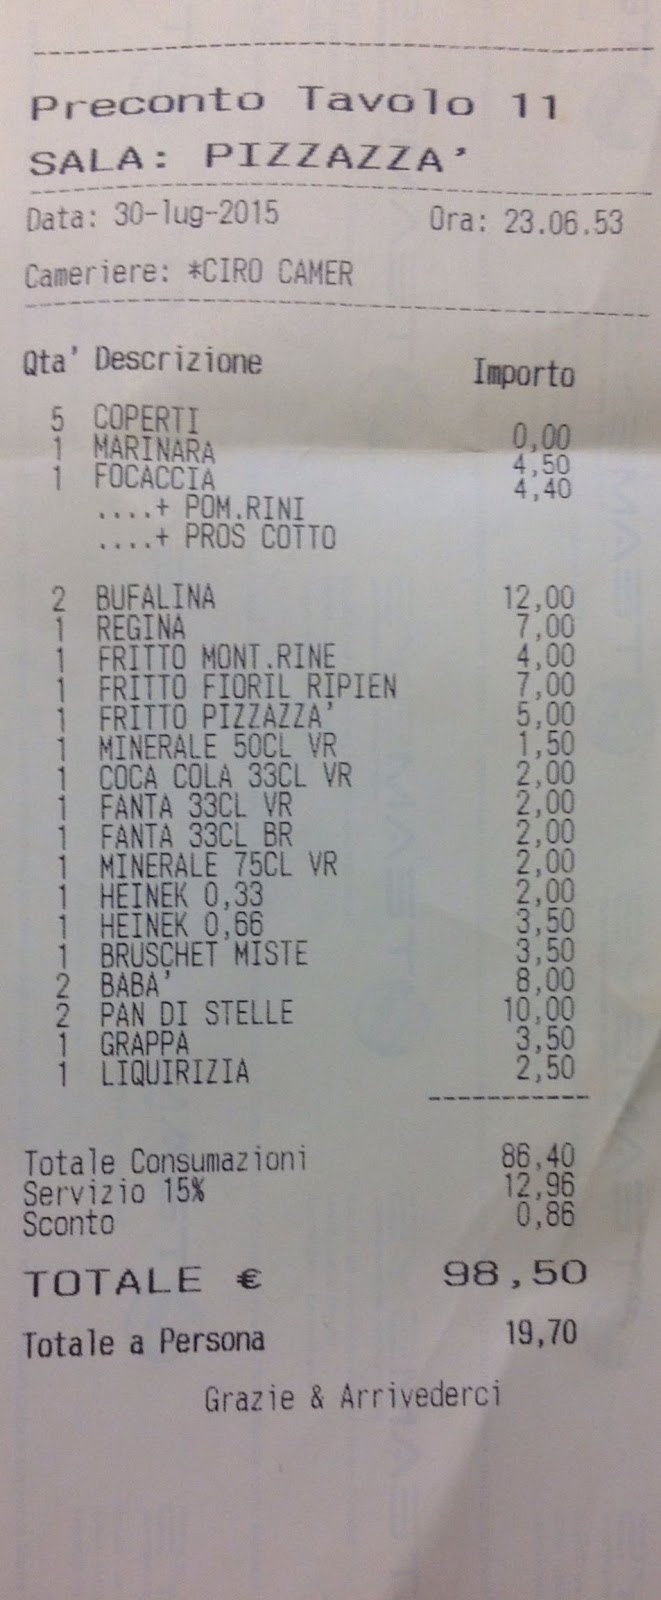 Preconto Tavolo 11
SALA: PIZZAZZA'
Data: 30-lug-2015 Ora: 23.06.53
Cameriere: *CIRO CAMER
Qta' Descrizione Importo
5 COPERTI 0,00
1 MARINARA 4,50
1 FOCACCIA 4,40
....+ POM.RINI
....+ PROS COTTO
2 BUFALINA 12,00
1 REGINA 7,00
1 FRITTO MONT.RINE 4,00
1 FRITTO FIORIL RIPIEN 7,00
1 FRITTO PIZZAZZA' 5,00
1 MINERALE 50CL VR 1,50
1 COCA COLA 33CL VR 2,00
1 FANTA 33CL VR 2,00
1 FANTA 33CL BR 2,00
1 MINERALE 75CL VR 2,00
1 HEINEK 0,33 2,00
1 HEINEK 0,66 3,50
1 BRUSCHET MISTE 3,50
2 BABA' 8,00
2 PAN DI STELLE 10,00
1 GRAPPA 3,50
1 LIQUIRIZIA 2,50
Totale Consumazioni 86,40
Servizio 15% 12,96
Sconto 0,86
TOTALE € 98,50
Totale a Persona 19,70
Grazie & Arrivederci